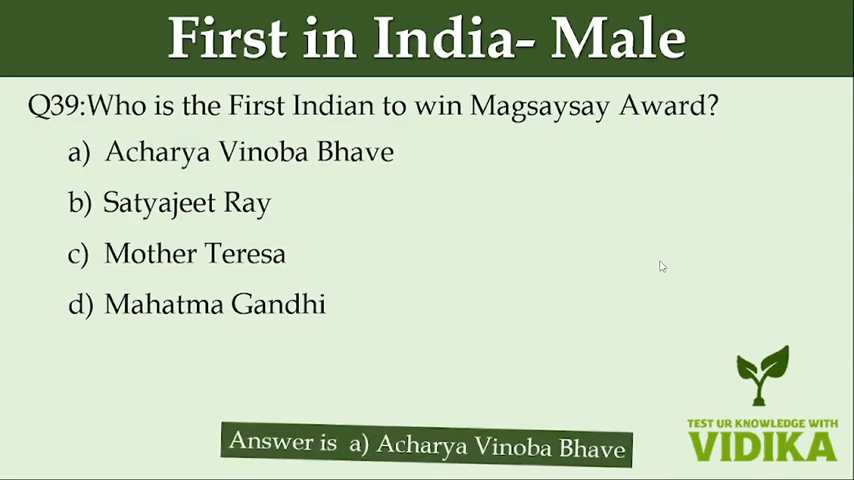 First in India- Male
Q39:Who is the First Indian to win Magsaysay Award?
a) Acharya Vinoba Bhave
b) Satyajeet Ray
c) Mother Teresa
d) Mahatma Gandhi
Answer is a) Acharya Vinoba Bhave
TEST UR KNOWLEDGE WITH
VIDIKA